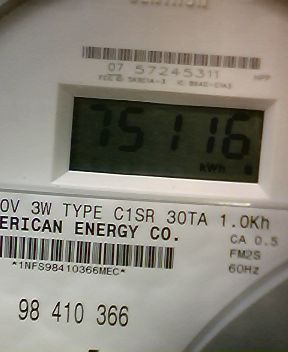 07 57245311
HPP
75116
kWh
0V 3W TYPE C1SR 30TA 1.0Kh
ERICAN ENERGY CO.
CA 0.5
FM2S
60Hz
*1NFS98410366MEC*
98 410 366